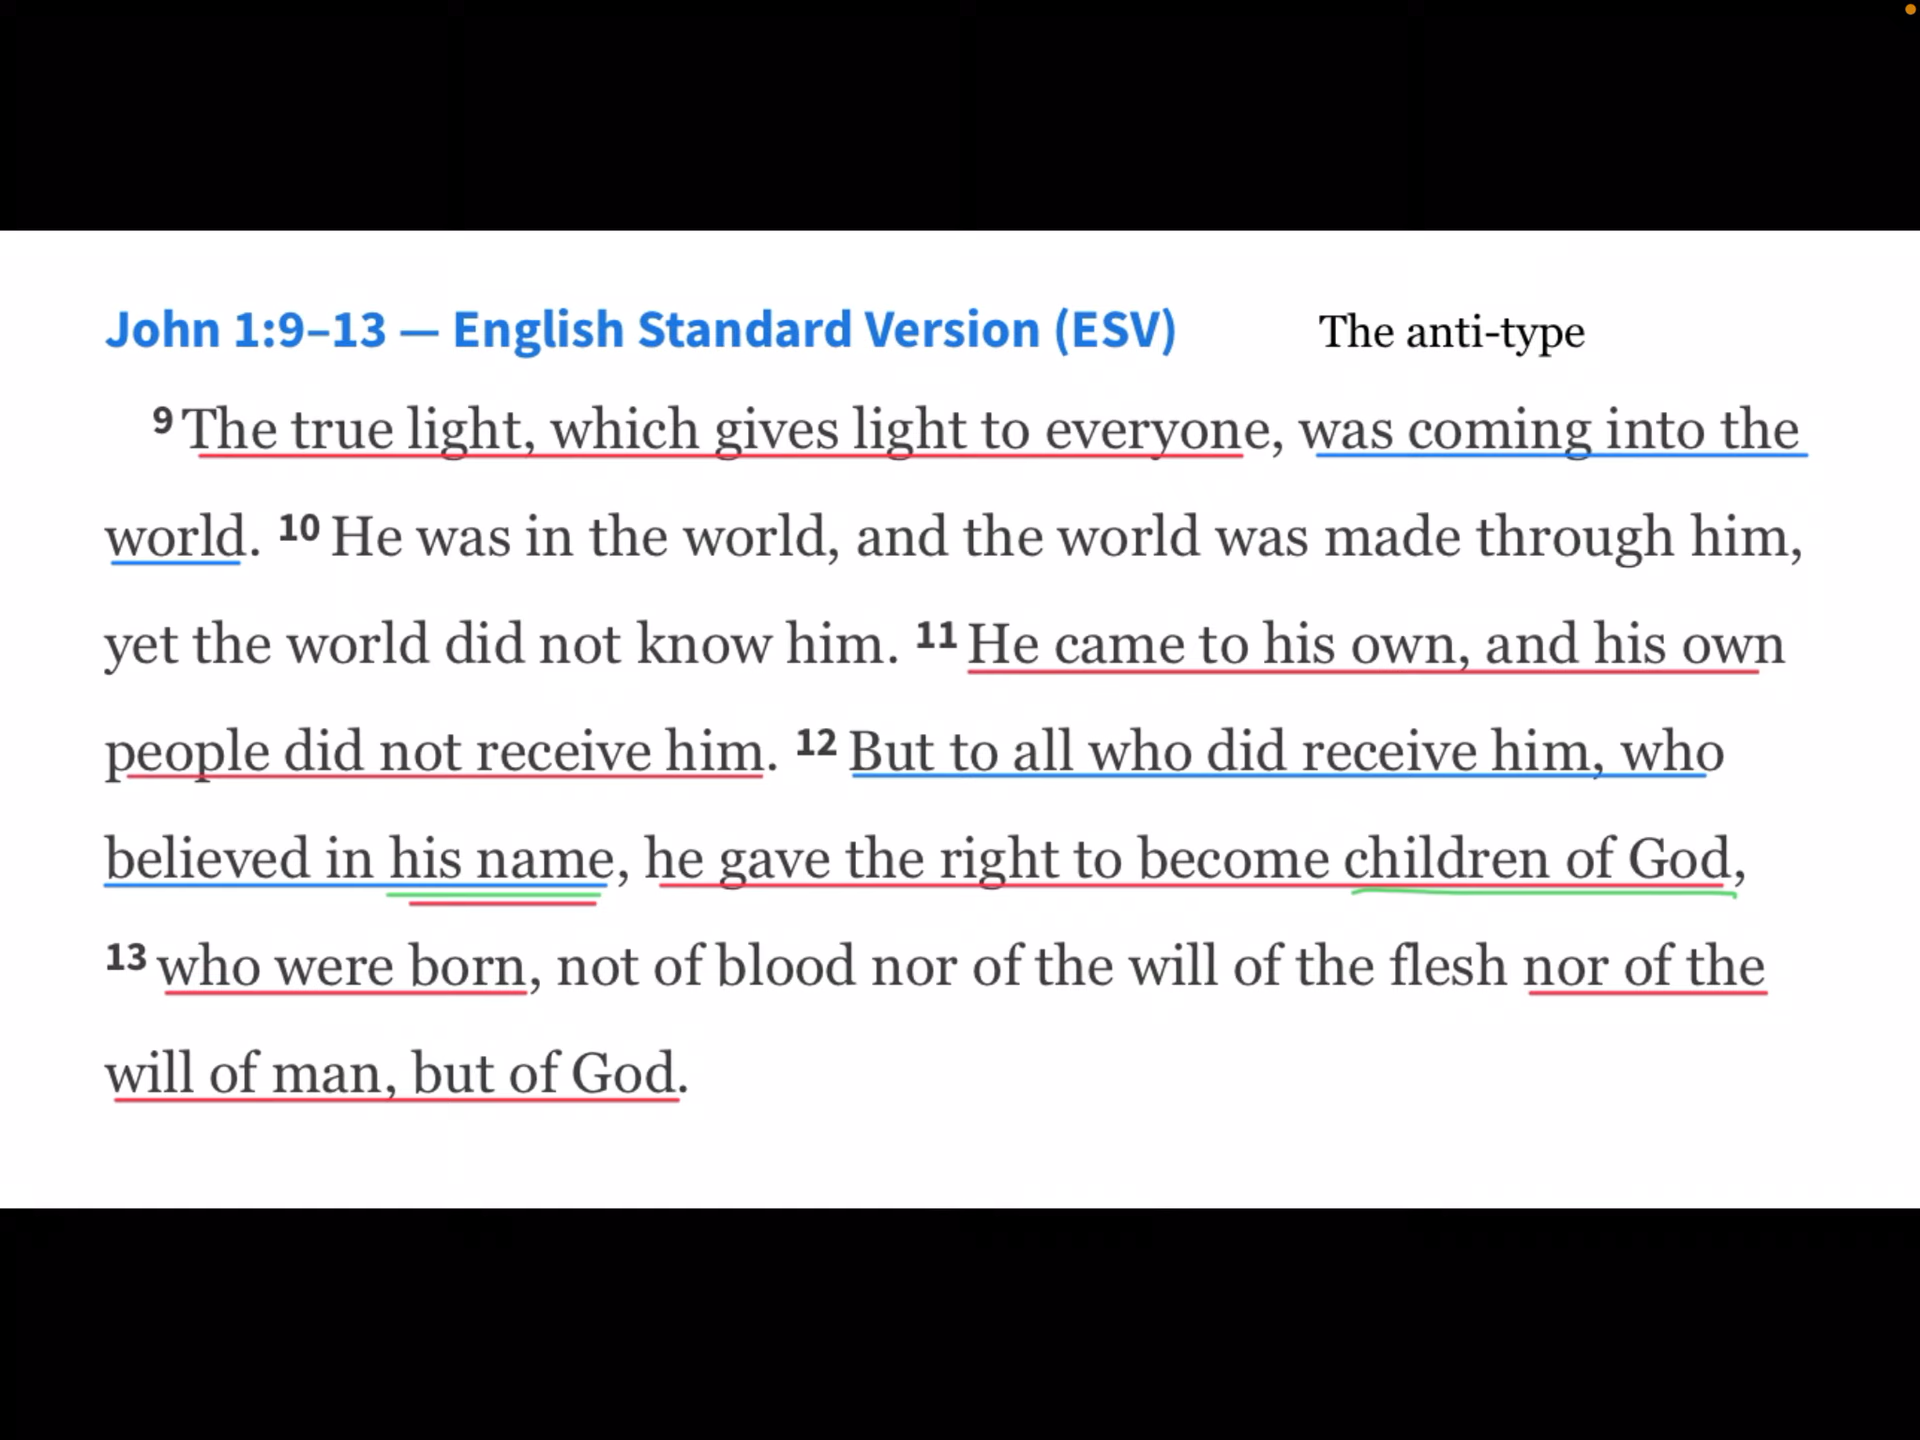 John 1:9–13 — English Standard Version (ESV) The anti-type
9 The true light, which gives light to everyone, was coming into the
world. 10 He was in the world, and the world was made through him,
yet the world did not know him. 11 He came to his own, and his own
people did not receive him. 12 But to all who did receive him, who
believed in his name, he gave the right to become children of God,
13 who were born, not of blood nor of the will of the flesh nor of the
will of man, but of God.